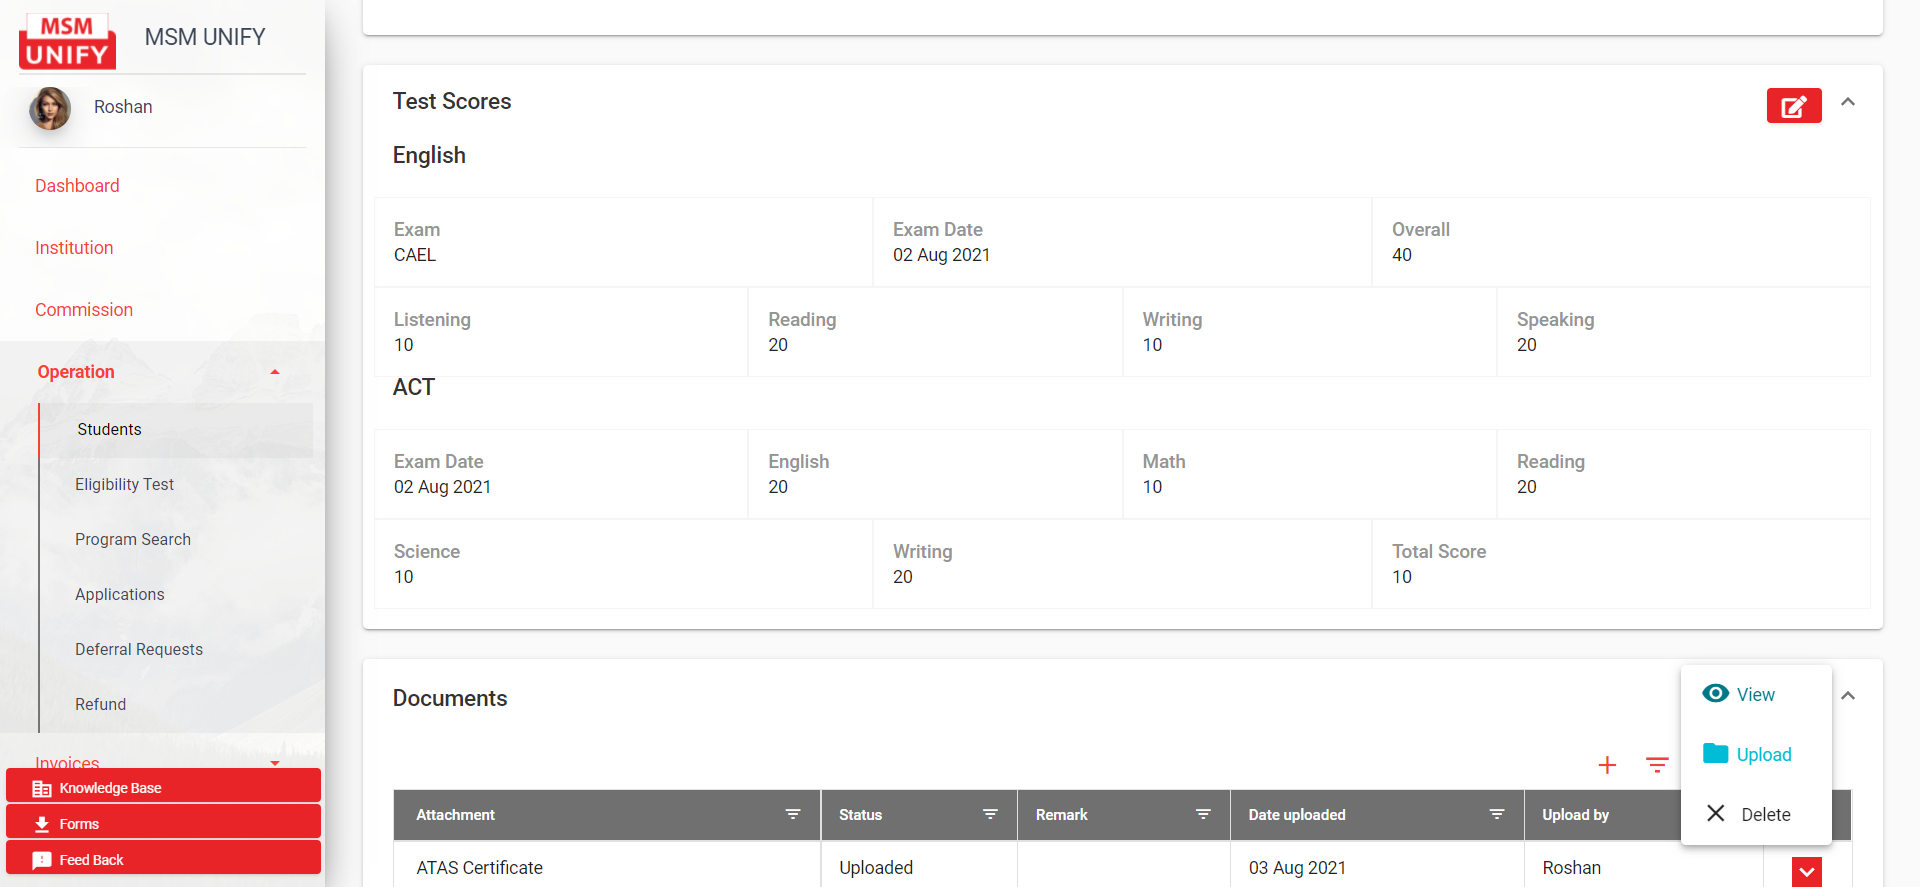 MSM
UNIFY
MSM UNIFY
Roshan
Dashboard
Institution
Commission
Operation
Students
Eligibility Test
Program Search
Applications
Deferral Requests
Refund
Invoices
Knowledge Base
Forms
Feed Back
Test Scores
English
Exam
CAEL
Exam Date
02 Aug 2021
Overall
40
Listening
10
Reading
20
Writing
10
Speaking
20
ACT
Exam Date
02 Aug 2021
English
20
Math
10
Reading
20
Science
10
Writing
20
Total Score
10
Documents
View
Upload
Delete
Attachment Status Remark Date uploaded Upload by
ATAS Certificate Uploaded 03 Aug 2021 Roshan